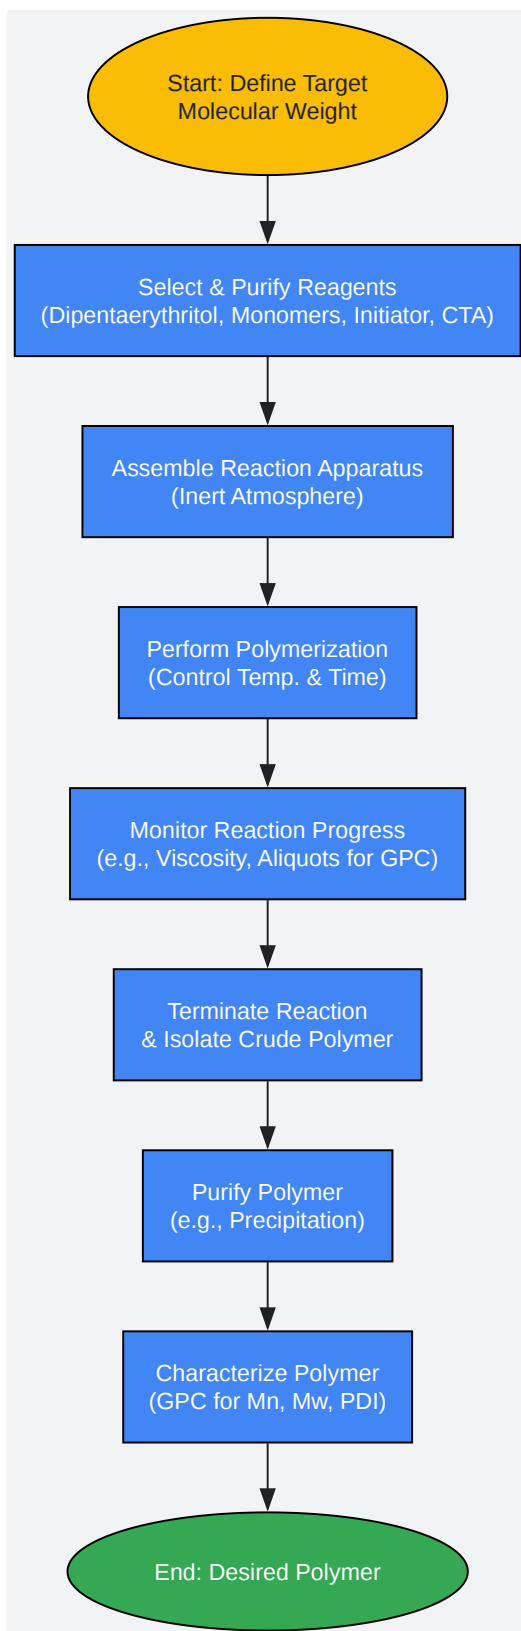 Start: Define Target
Molecular Weight
Select & Purify Reagents
(Dipentaerythritol, Monomers, Initiator, CTA)
Assemble Reaction Apparatus
(Inert Atmosphere)
Perform Polymerization
(Control Temp. & Time)
Monitor Reaction Progress
(e.g., Viscosity, Aliquots for GPC)
Terminate Reaction
& Isolate Crude Polymer
Purify Polymer
(e.g., Precipitation)
Characterize Polymer
(GPC for Mn, Mw, PDI)
End: Desired Polymer